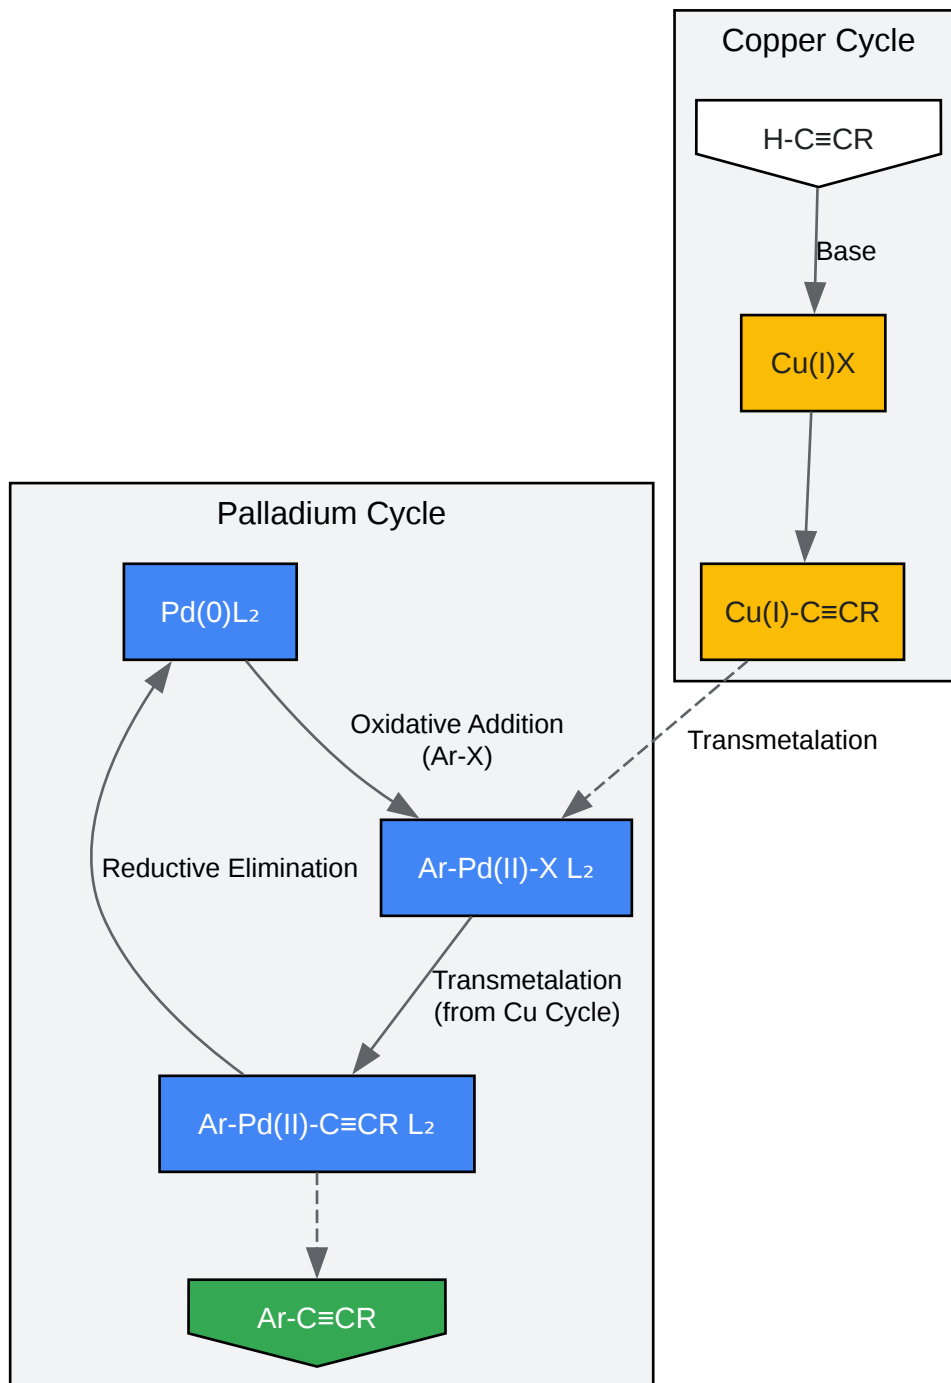 Copper Cycle
H-C≡CR
Base
Cu(I)X
Cu(I)-C≡CR
Transmetalation
Palladium Cycle
Pd(0)L₂
Oxidative Addition
(Ar-X)
Ar-Pd(II)-X L₂
Reductive Elimination
Transmetalation
(from Cu Cycle)
Ar-Pd(II)-C≡CR L₂
Ar-C≡CR